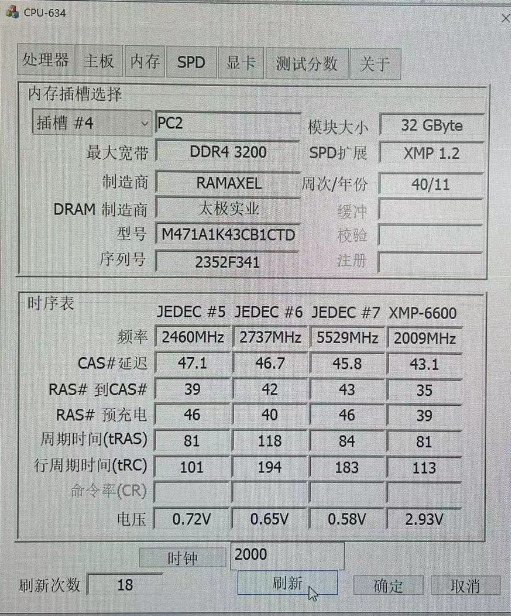 CPU-634
处理器 主板 内存 SPD 显卡 测试分数 关于
内存插槽选择
插槽 #4 PC2 模块大小 32 GByte
最大宽带 DDR4 3200 SPD扩展 XMP 1.2
制造商 RAMAXEL 周次/年份 40/11
DRAM 制造商 太极实业 缓冲
型号 M471A1K43CB1CTD 校验
序列号 2352F341 注册
时序表
JEDEC #5 JEDEC #6 JEDEC #7 XMP-6600
频率 2460MHz 2737MHz 5529MHz 2009MHz
CAS#延迟 47.1 46.7 45.8 43.1
RAS# 到CAS# 39 42 43 35
RAS# 预充电 46 40 46 39
周期时间(tRAS) 81 118 84 81
行周期时间(tRC) 101 194 183 113
命令率(CR)
电压 0.72V 0.65V 0.58V 2.93V
时钟 2000
刷新次数 18 刷新 确定 取消